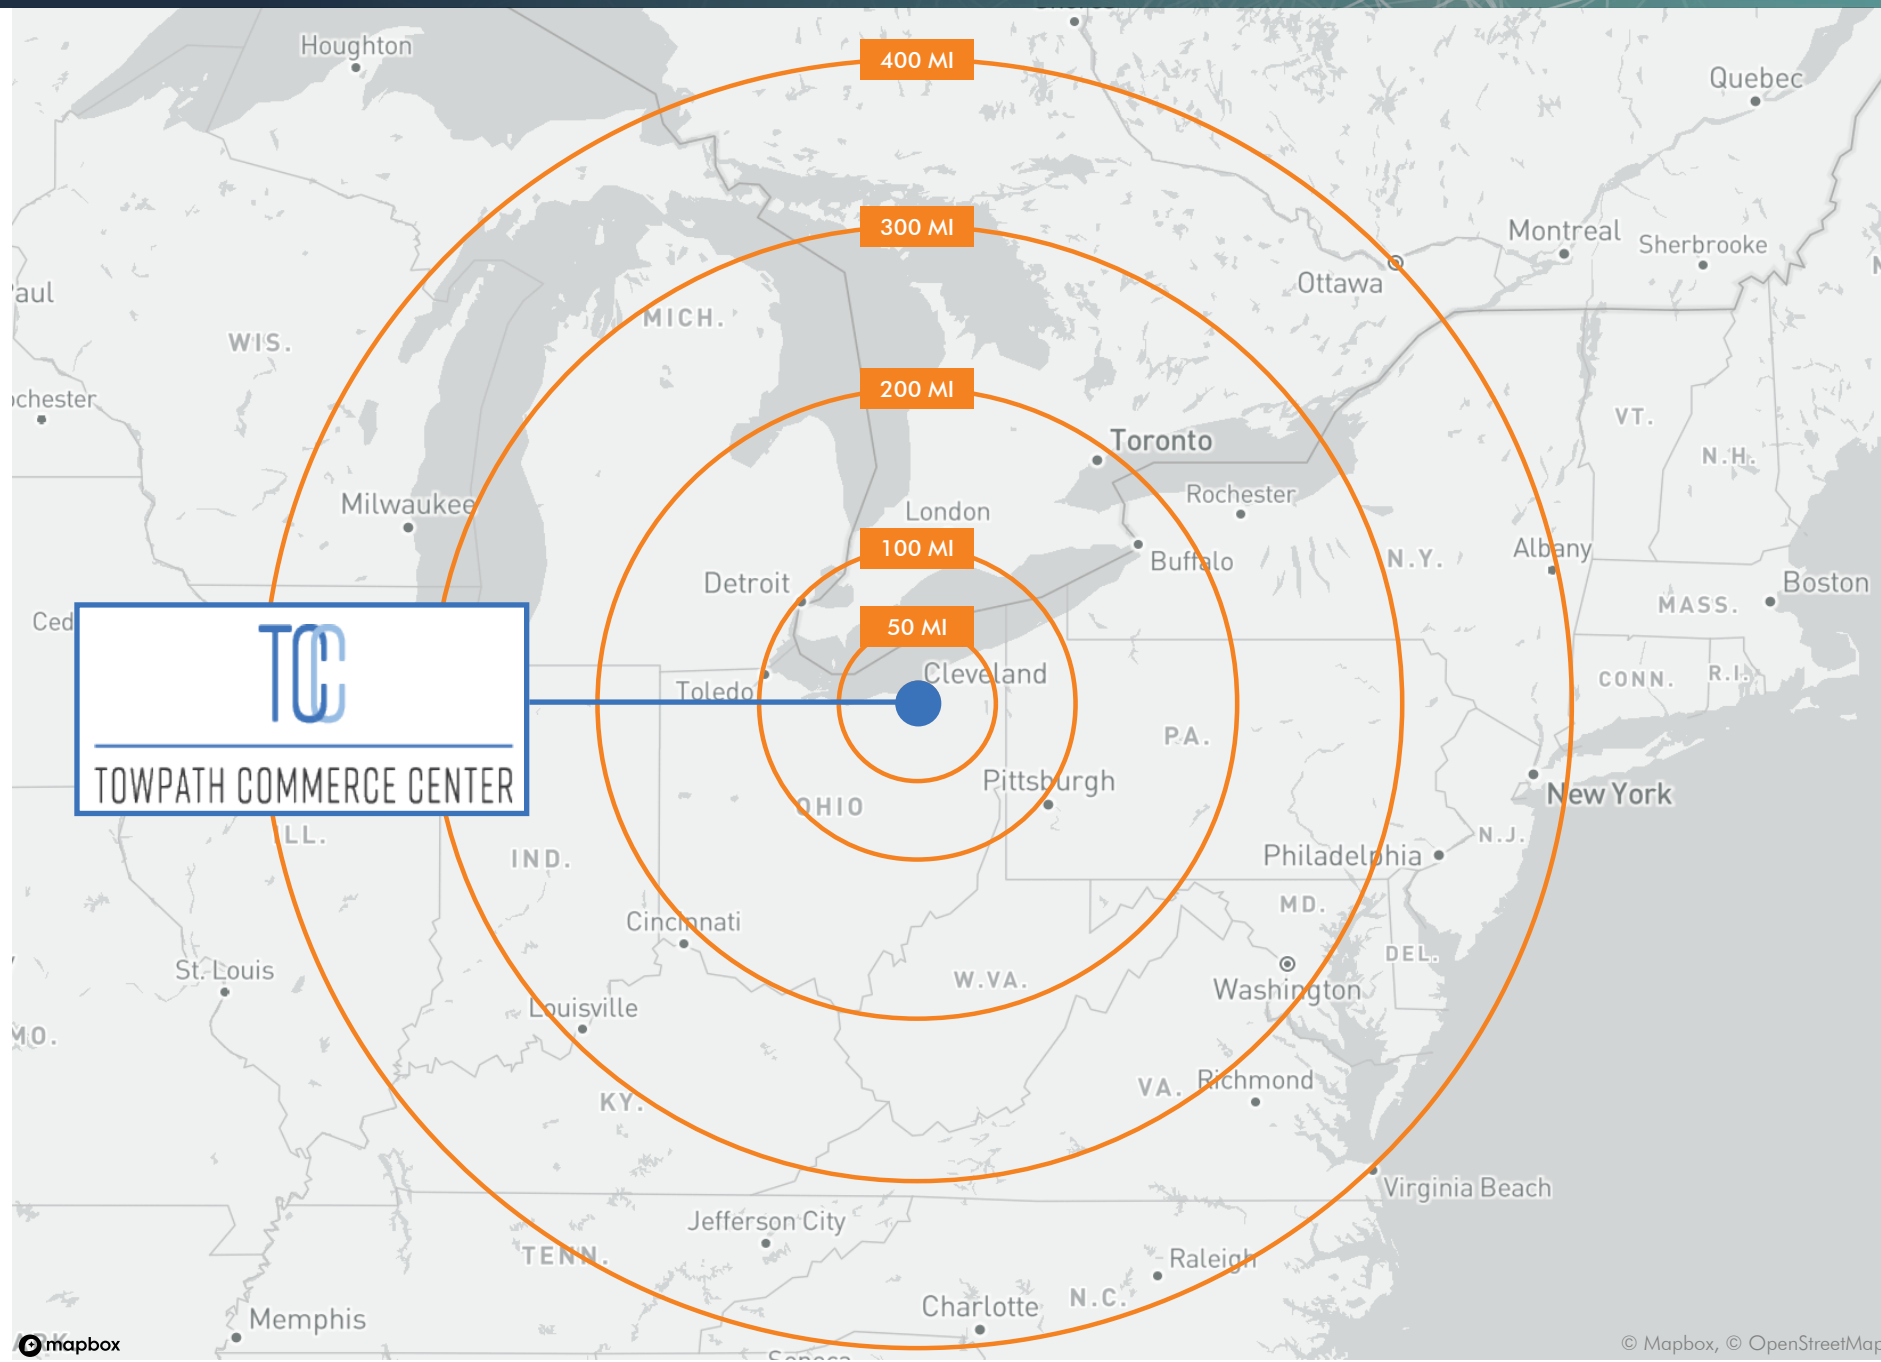 Houghton
400 MI
Quebec
300 MI
Montreal
Sherbrooke
Ottawa
aul
MICH.
WIS.
200 MI
ochester
VT.
Toronto
N.H.
Milwaukee
Rochester
London
100 MI
Albany
Buffalo
N.Y.
Detroit
Boston
MASS.
Ced
50 MI
TCC
Cleveland
CONN.
R.I.
Toledo
PA.
TOWPATH COMMERCE CENTER
Pittsburgh
New York
OHIO
LL.
N.J.
IND.
Philadelphia
MD.
Cincinnati
DEL.
St. Louis
W.VA.
Washington
Louisville
MO.
VA.
Richmond
KY.
Virginia Beach
Jefferson City
TENN.
Raleigh
Charlotte
N.C.
Memphis
mapbox
© Mapbox, © OpenStreetMap